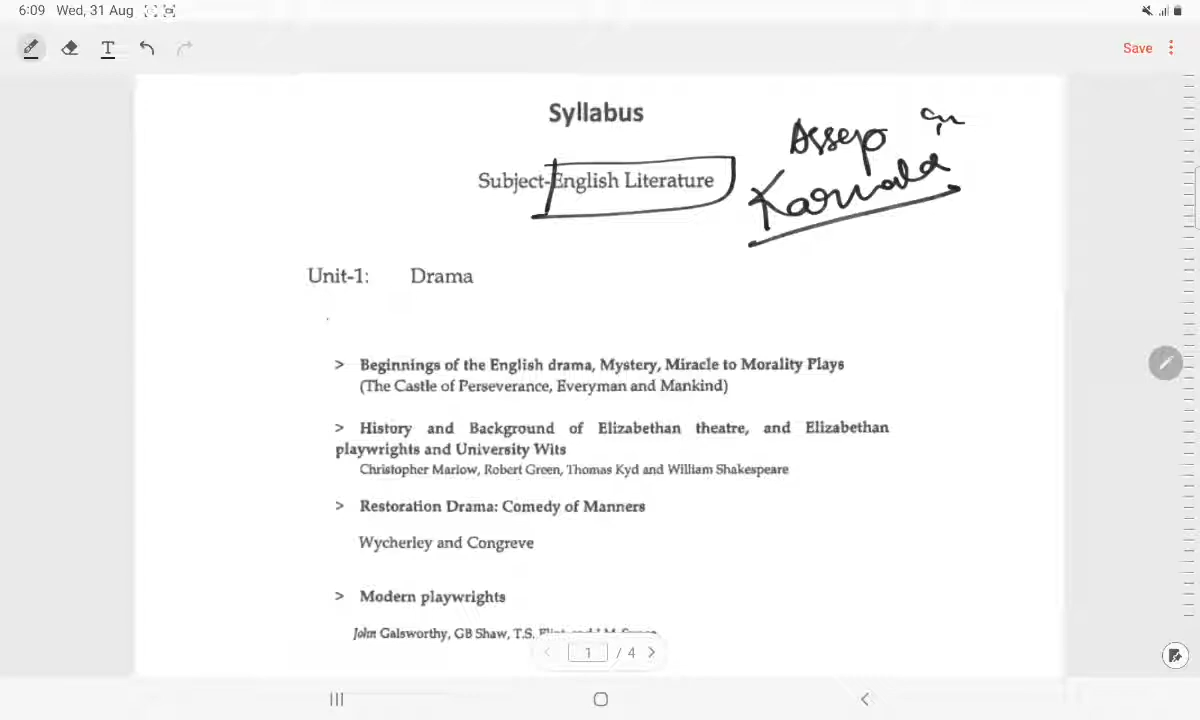 6:09 Wed, 31 Aug
T
Save
Syllabus
Subject-English Literature
Unit-1: Drama
> Beginnings of the English drama, Mystery, Miracle to Morality Plays
(The Castle of Perseverance, Everyman and Mankind)
> History and Background of Elizabethan theatre, and Elizabethan
playwrights and University Wits
Christopher Marlow, Robert Green, Thomas Kyd and William Shakespeare
> Restoration Drama: Comedy of Manners
Wycherley and Congreve
> Modern playwrights
John Galsworthy, GB Shaw, T.S.
1 / 4